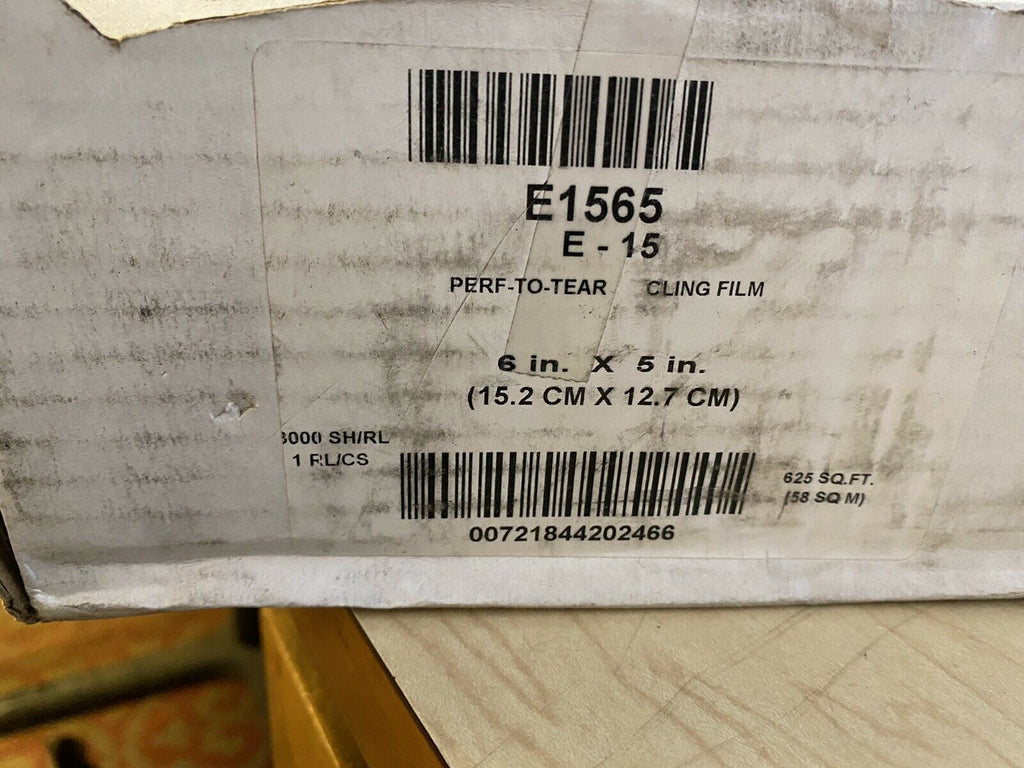 E1565
E - 15
PERF-TO-TEAR CLING FILM
6 in. X 5 in.
(15.2 CM X 12.7 CM)
3000 SH/RL
1 RL/CS
625 SQ.FT.
(58 SQ M)
00721844202466